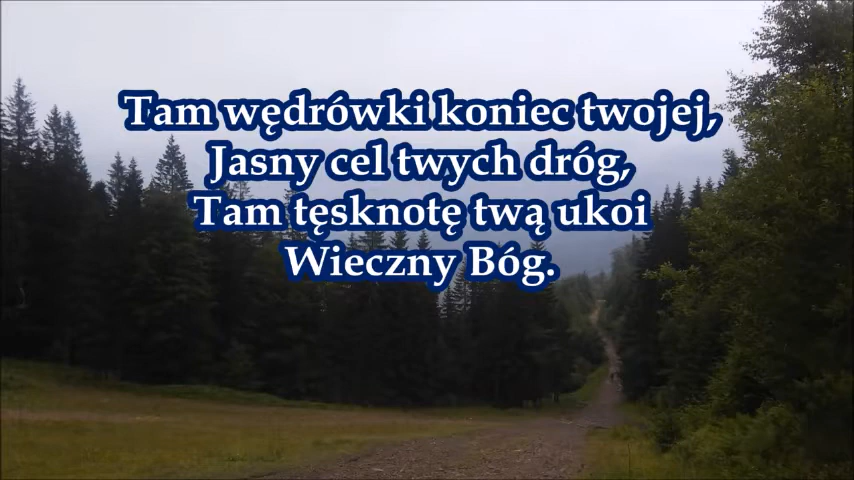 Tam wędrówki koniec twojej,
Jasny cel twych dróg,
Tam tęsknotę twą ukoi
Wieczny Bóg.